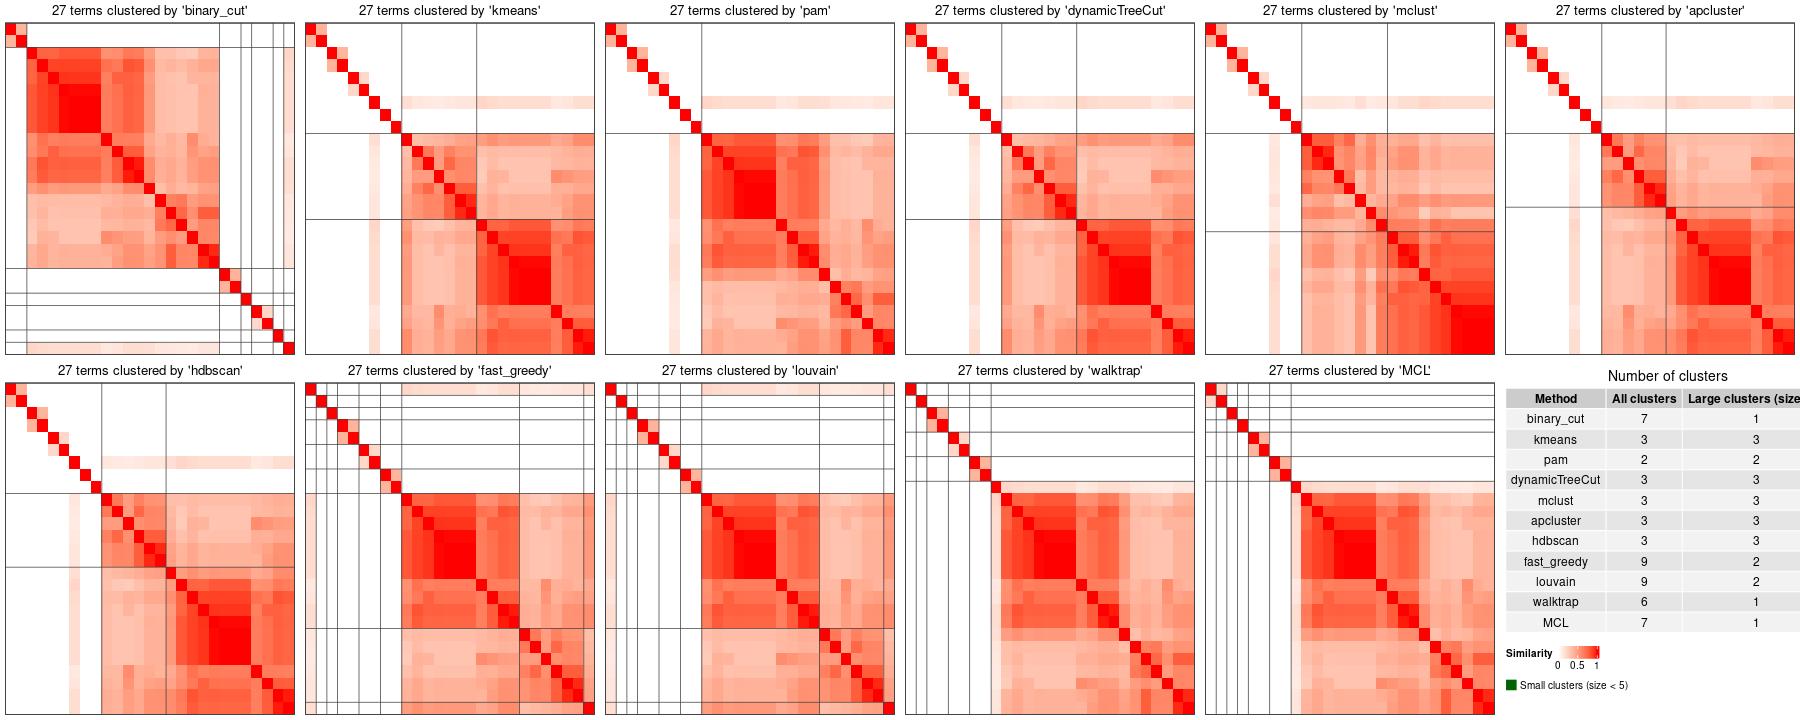 27 terms clustered by 'binary_cut'
27 terms clustered by 'kmeans'
27 terms clustered by 'pam'
27 terms clustered by 'dynamicTreeCut'
27 terms clustered by 'mclust'
27 terms clustered by 'apcluster'
27 terms clustered by 'hdbscan'
27 terms clustered by 'fast_greedy'
27 terms clustered by 'louvain'
27 terms clustered by 'walktrap'
27 terms clustered by 'MCL'
Number of clusters
Method All clusters Large clusters (size
binary_cut 7 1
kmeans 3 3
pam 2 2
dynamicTreeCut 3 3
mclust 3 3
apcluster 3 3
hdbscan 3 3
fast_greedy 9 2
louvain 9 2
walktrap 6 1
MCL 7 1
Similarity
0 0.5 1
Small clusters (size < 5)